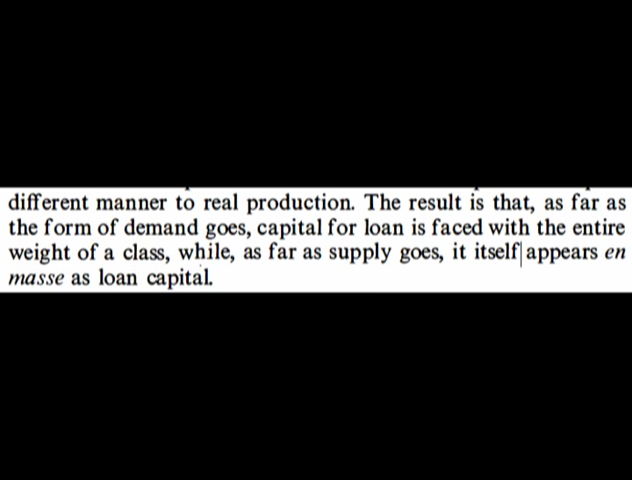 different manner to real production. The result is that, as far as
the form of demand goes, capital for loan is faced with the entire
weight of a class, while, as far as supply goes, it itself appears en
masse as loan capital.